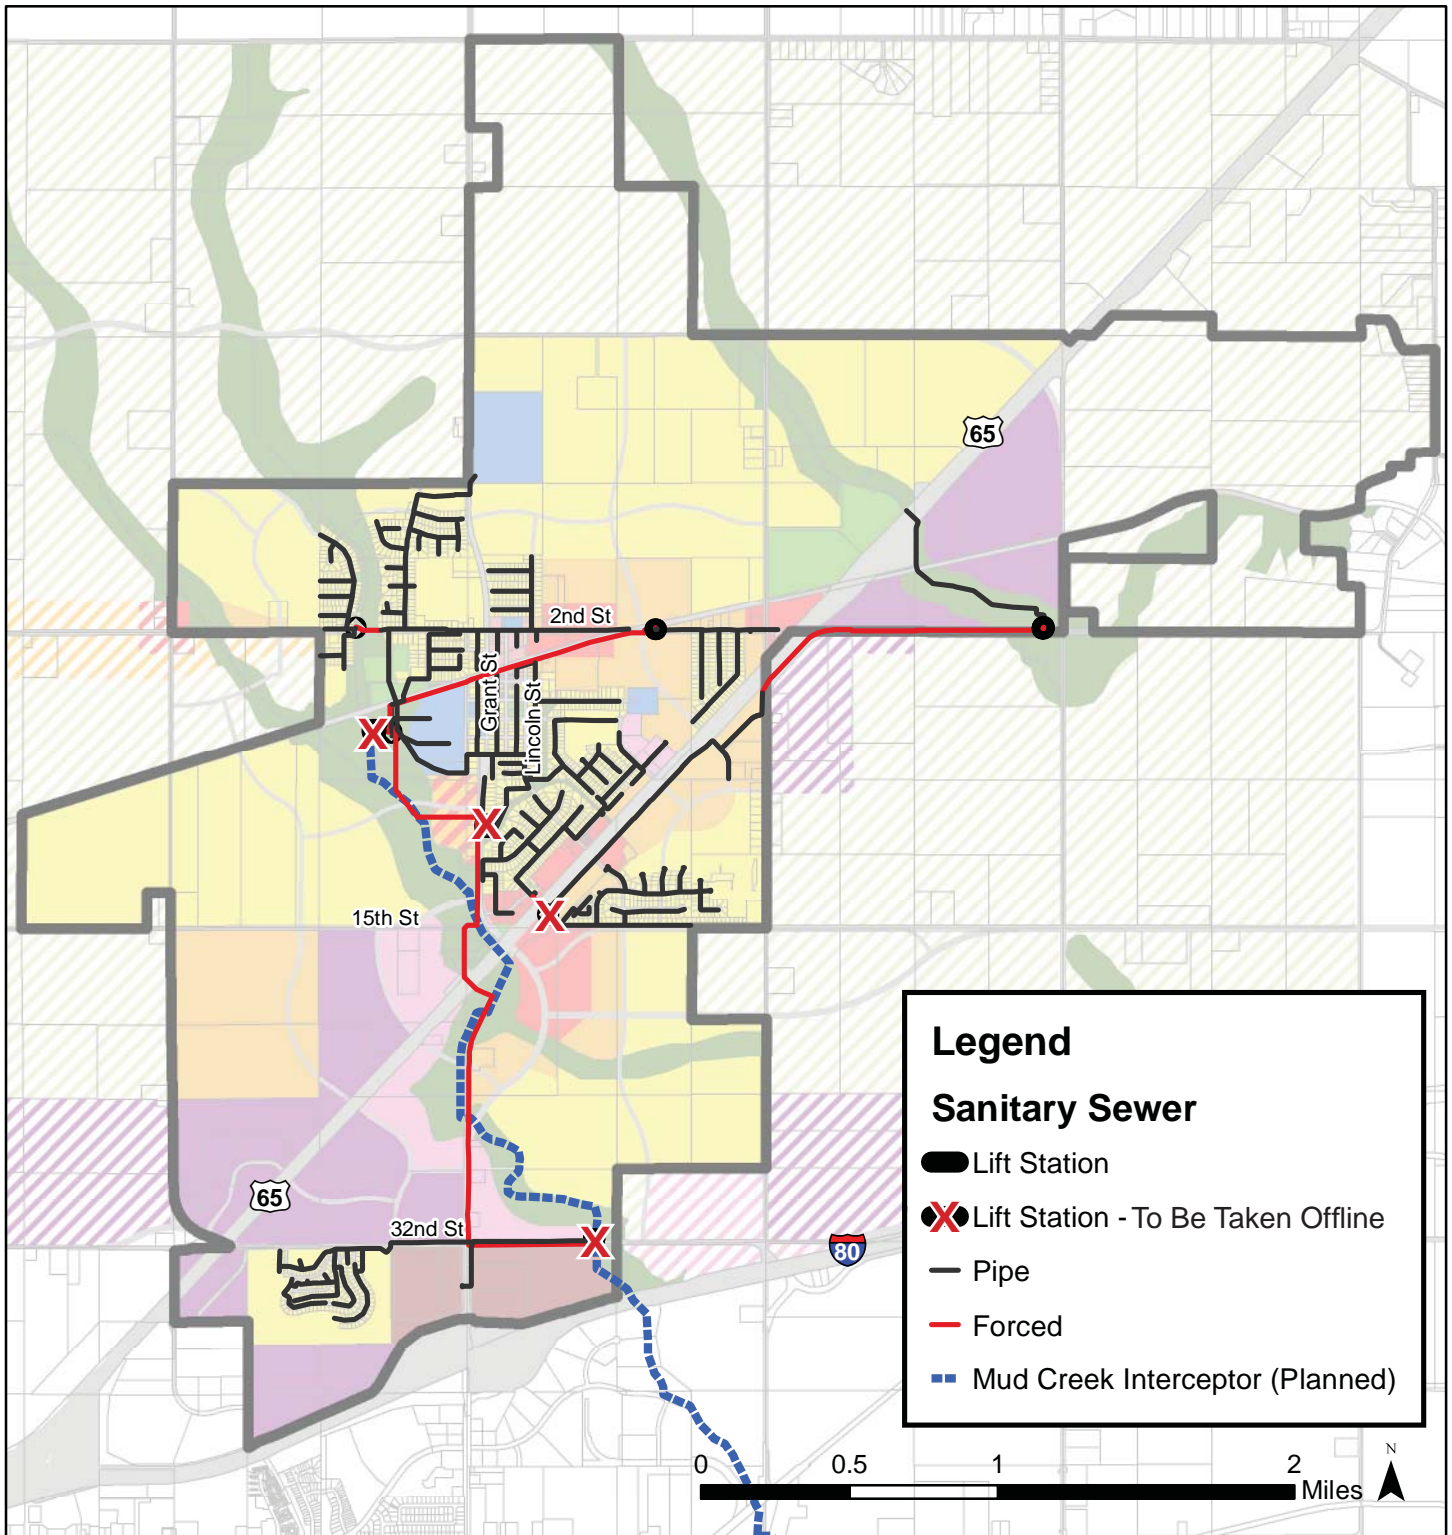 65
2nd St
Grant St
Lincoln St
15th St
65
32nd St
80
Legend
Sanitary Sewer
Lift Station
Lift Station - To Be Taken Offline
Pipe
Forced
Mud Creek Interceptor (Planned)
0 0.5 1 2
Miles
N